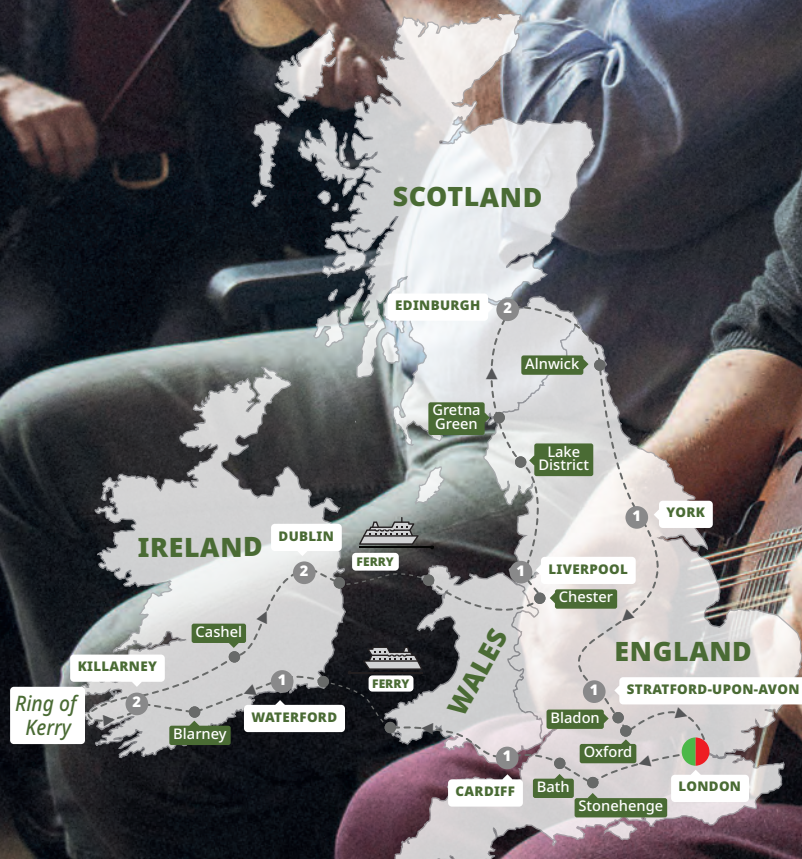 SCOTLAND
EDINBURGH
2
Alnwick
Gretna
Green
Lake
District
1
YORK
IRELAND
DUBLIN
2
FERRY
1
LIVERPOOL
Chester
Cashel
WALES
ENGLAND
KILLARNEY
2
Ring of
Kerry
1
WATERFORD
Blarney
FERRY
1
STRATFORD-UPON-AVON
Bladon
Oxford
1
CARDIFF
Bath
Stonehenge
LONDON